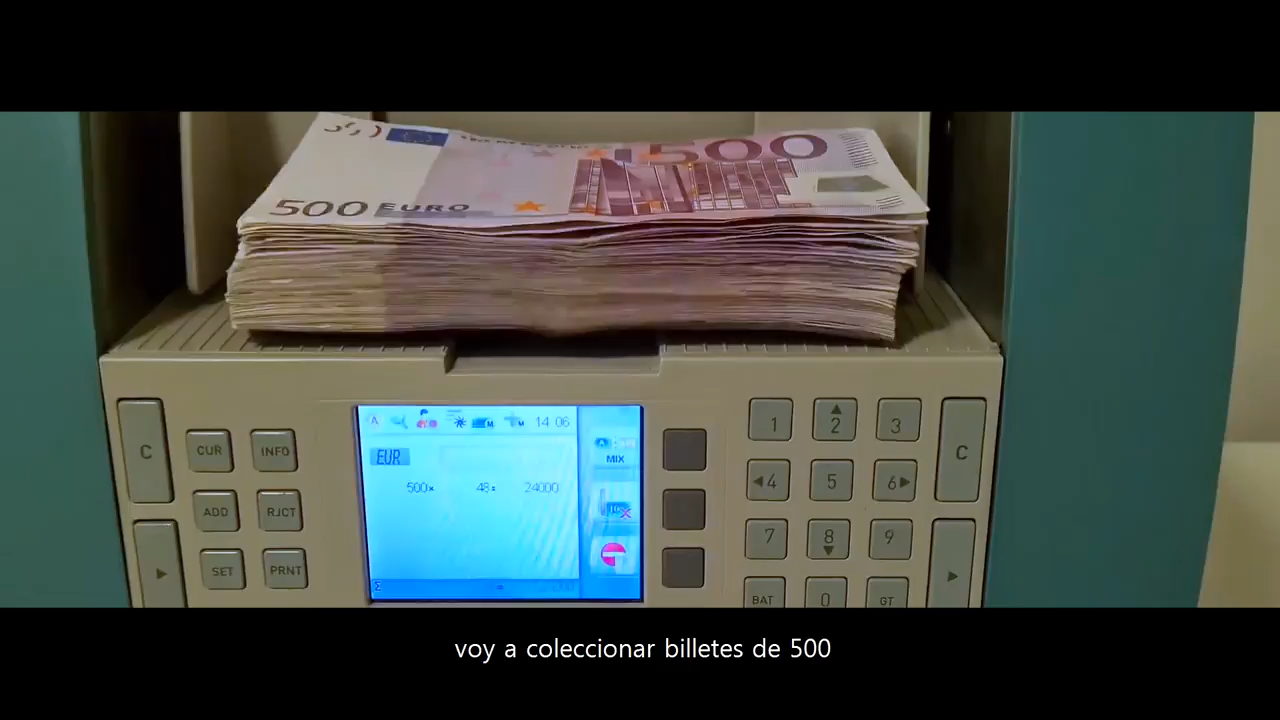 500
500 EURO
C
CUR
INFO
ADD
RJCT
SET
PRNT
A
M
M
14 06
EUR
MIX
500x
48=
24000
Σ
1
2
3
4
5
6
7
8
9
BAT
0
GT
C
voy a coleccionar billetes de 500